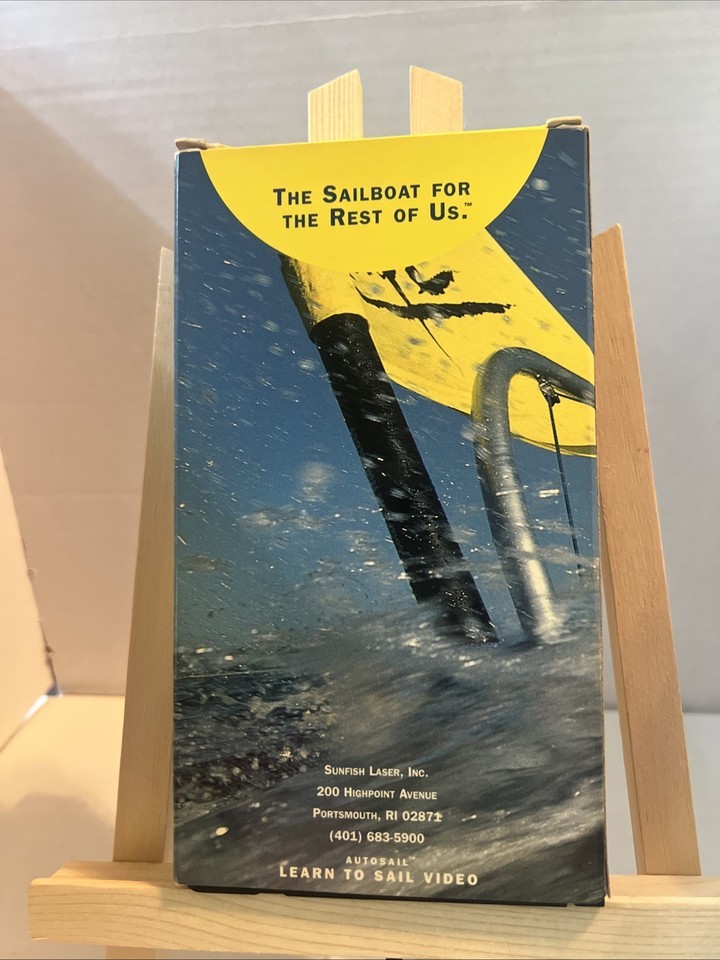 The Sailboat for
the Rest of Us.™
Sunfish Laser, Inc.
200 Highpoint Avenue
Portsmouth, RI 02871
(401) 683-5900
AUTOSAIL™
LEARN TO SAIL VIDEO